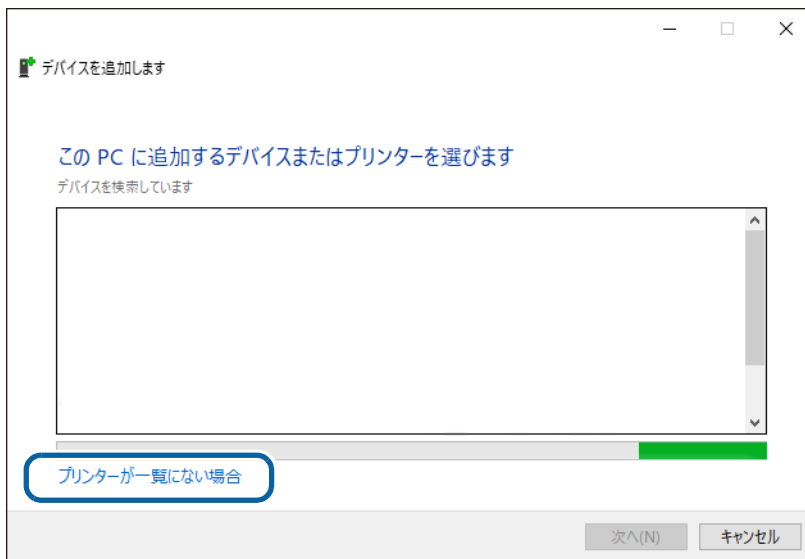 デバイスを追加します
この PC に追加するデバイスまたはプリンターを選びます
デバイスを検索しています
プリンターが一覧にない場合
次へ(N)
キャンセル